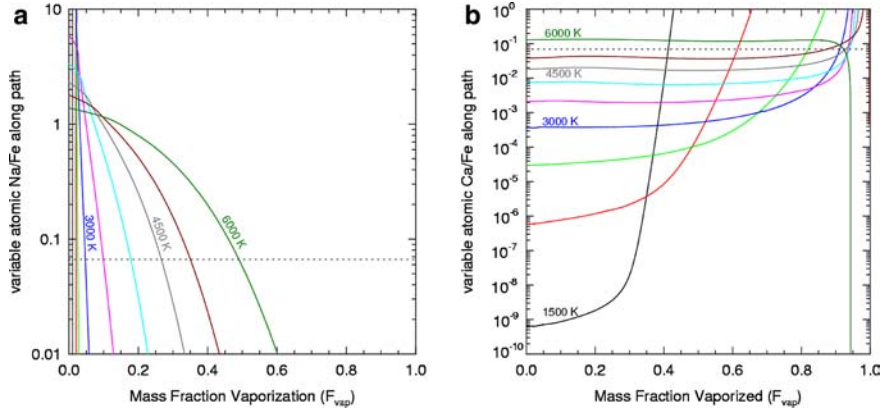 a
variable atomic Na/Fe along path
10
1
0.1
0.01
3000 K
4500 K
6000 K
0.0 0.2 0.4 0.6 0.8 1.0
Mass Fraction Vaporization (Fvap)
b
variable atomic Ca/Fe along path
10^0
10^-1
10^-2
10^-3
10^-4
10^-5
10^-6
10^-7
10^-8
10^-9
10^-10
6000 K
4500 K
3000 K
1500 K
0.0 0.2 0.4 0.6 0.8 1.0
Mass Fraction Vaporized (Fvap)